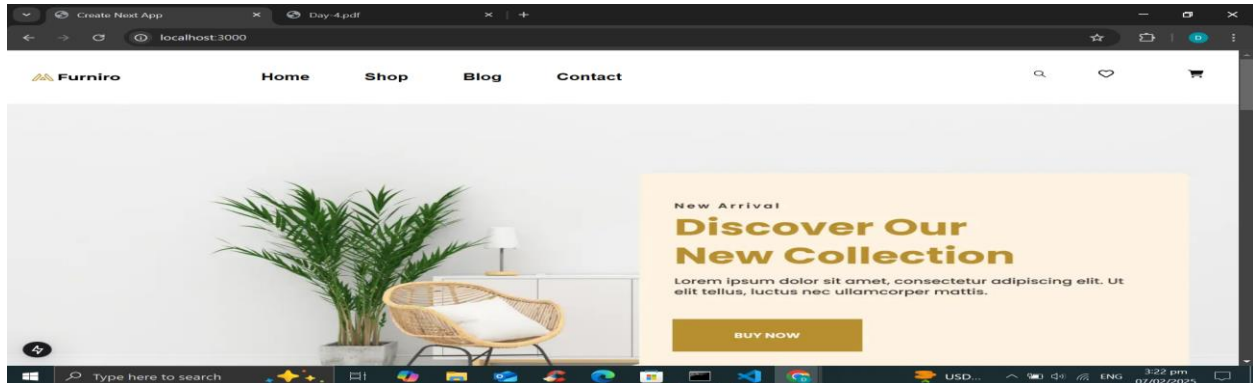 Create Next App
Day-4.pdf
localhost:3000
D
Furniro Home Shop Blog Contact
New Arrival
Discover Our
New Collection
Lorem ipsum dolor sit amet, consectetur adipiscing elit. Ut
elit tellus, luctus nec ullamcorper mattis.
BUY NOW
Type here to search
USD...
ENG
3:22 pm
07/02/2025